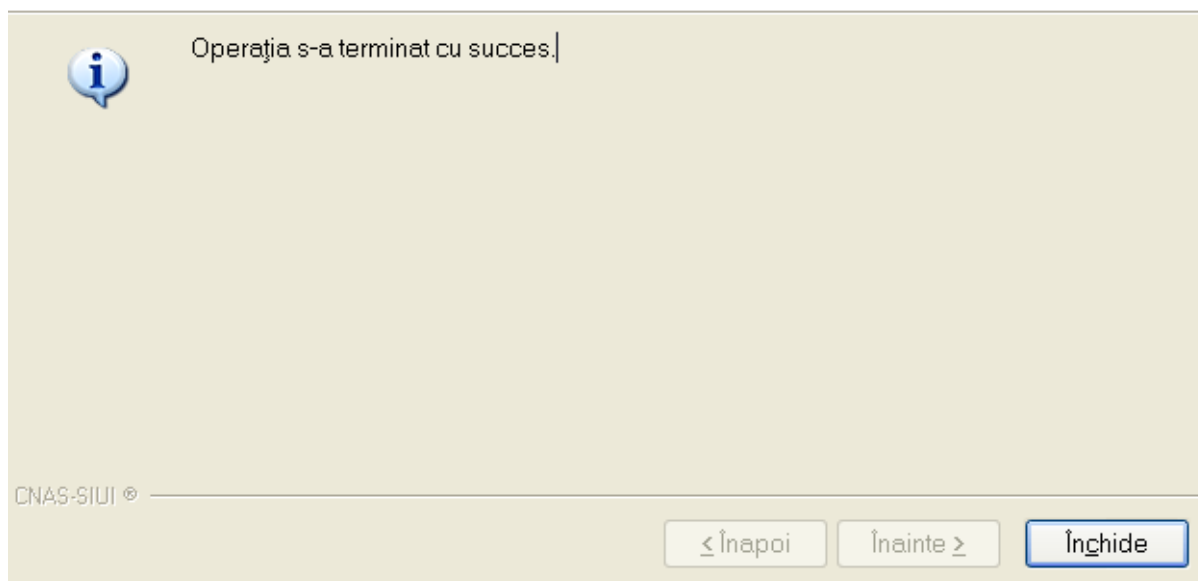 Operaţia s-a terminat cu succes.
CNAS-SIUI ®
< Înapoi
Înainte >
Închide